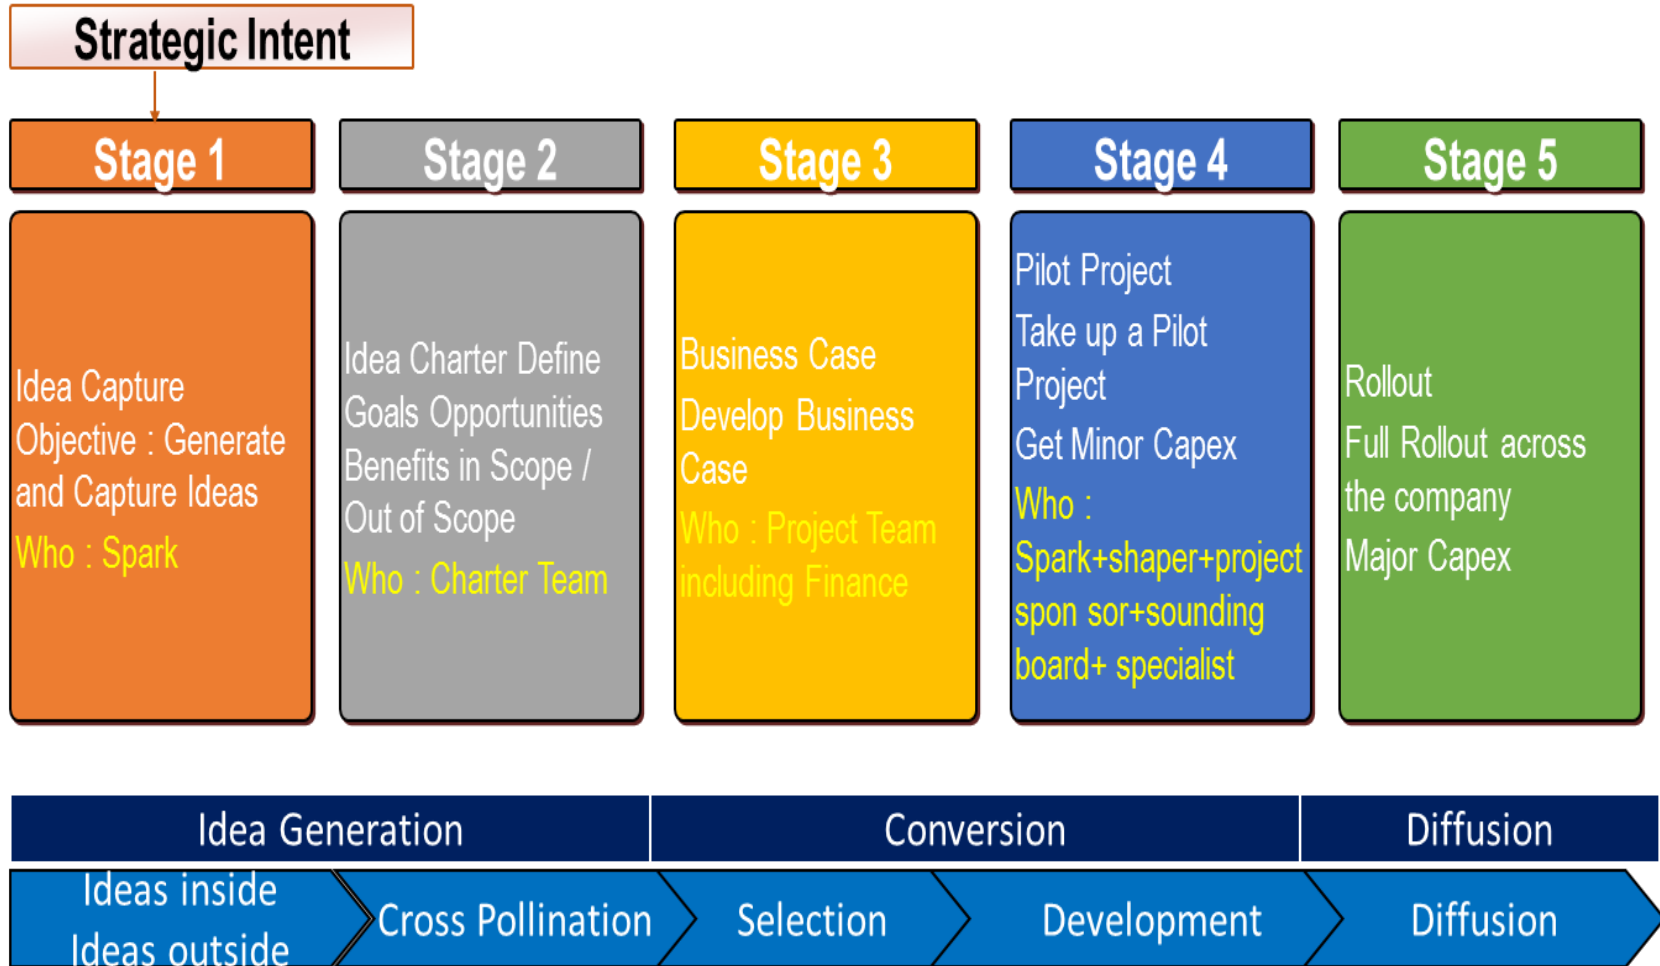 Strategic Intent
Stage 1
Stage 2
Stage 3
Stage 4
Stage 5
Idea Capture
Objective : Generate
and Capture Ideas
Who : Spark
Idea Charter Define
Goals Opportunities
Benefits in Scope /
Out of Scope
Who : Charter Team
Business Case
Develop Business
Case
Who : Project Team
including Finance
Pilot Project
Take up a Pilot
Project
Get Minor Capex
Who :
Spark+shaper+project
spon sor+sounding
board+ specialist
Rollout
Full Rollout across
the company
Major Capex
Idea Generation
Conversion
Diffusion
Ideas inside
Ideas outside
Cross Pollination
Selection
Development
Diffusion